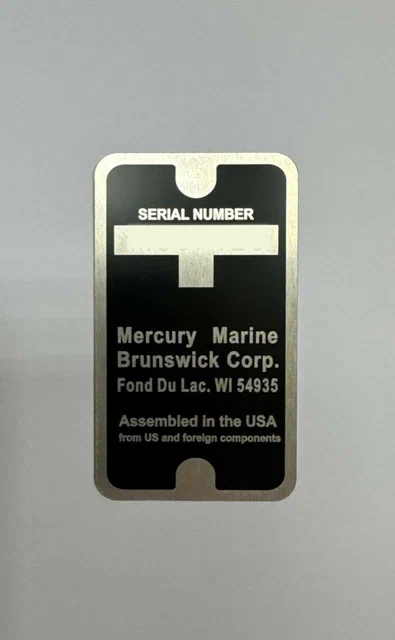 SERIAL NUMBER
Mercury Marine
Brunswick Corp.
Fond Du Lac. WI 54935
Assembled in the USA
from US and foreign components